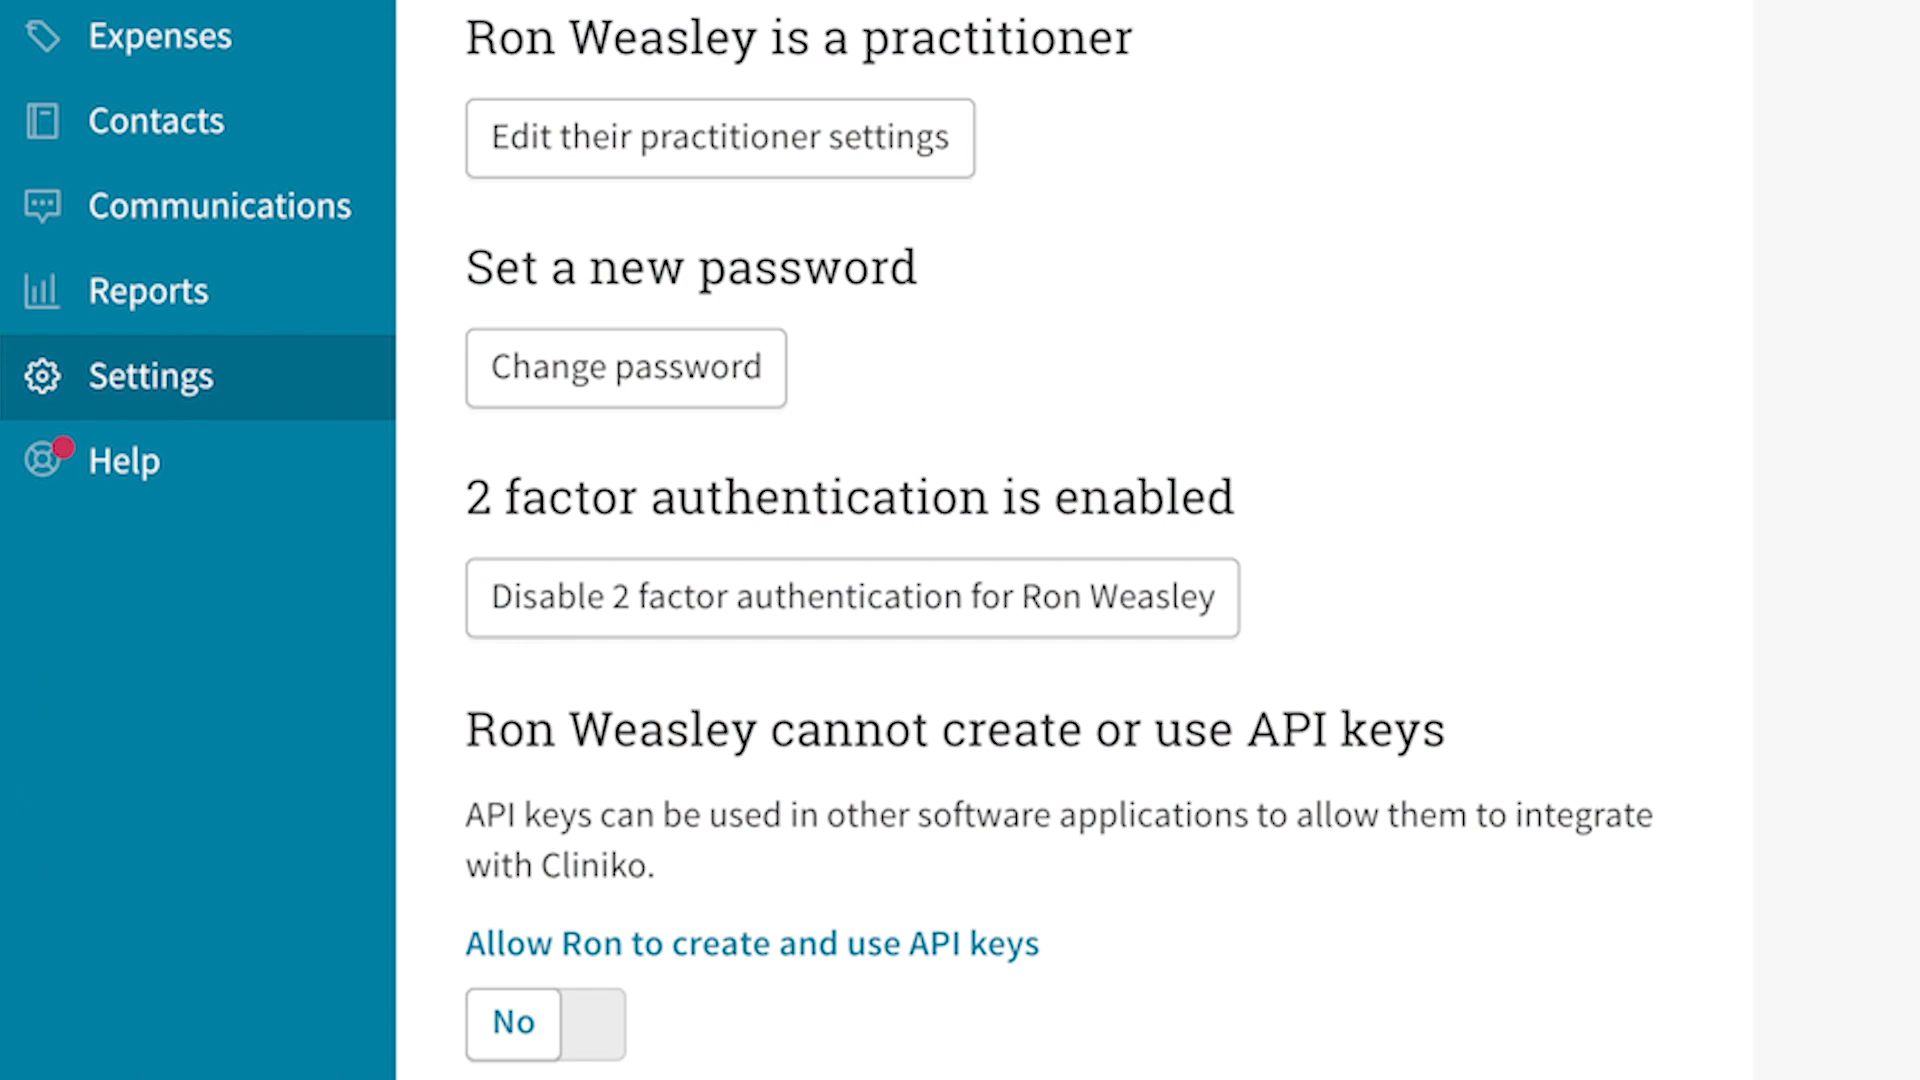 Expenses
Contacts
Communications
Reports
Settings
Help
Ron Weasley is a practitioner
Edit their practitioner settings
Set a new password
Change password
2 factor authentication is enabled
Disable 2 factor authentication for Ron Weasley
Ron Weasley cannot create or use API keys
API keys can be used in other software applications to allow them to integrate
with Cliniko.
Allow Ron to create and use API keys
No